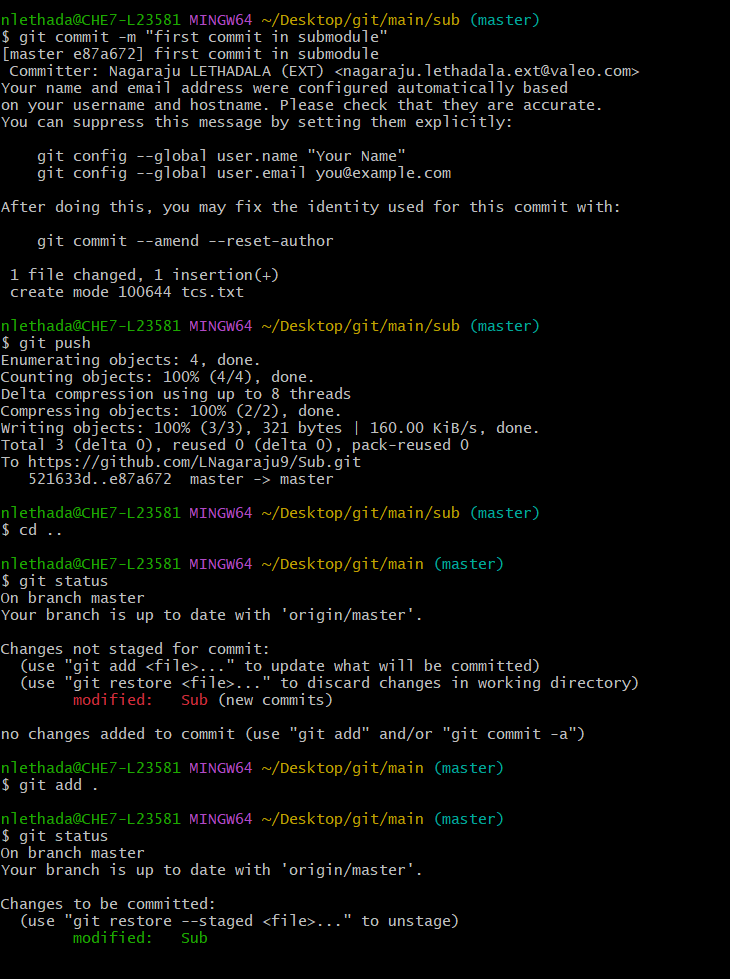 nlethada@CHE7-L23581 MINGW64 ~/Desktop/git/main/sub (master)
$ git commit -m "first commit in submodule"
[master e87a672] first commit in submodule
 Committer: Nagaraju LETHADALA (EXT) <nagaraju.lethadala.ext@valeo.com>
Your name and email address were configured automatically based
on your username and hostname. Please check that they are accurate.
You can suppress this message by setting them explicitly:

    git config --global user.name "Your Name"
    git config --global user.email you@example.com

After doing this, you may fix the identity used for this commit with:

    git commit --amend --reset-author

 1 file changed, 1 insertion(+)
 create mode 100644 tcs.txt

nlethada@CHE7-L23581 MINGW64 ~/Desktop/git/main/sub (master)
$ git push
Enumerating objects: 4, done.
Counting objects: 100% (4/4), done.
Delta compression using up to 8 threads
Compressing objects: 100% (2/2), done.
Writing objects: 100% (3/3), 321 bytes | 160.00 KiB/s, done.
Total 3 (delta 0), reused 0 (delta 0), pack-reused 0
To https://github.com/LNagaraju9/Sub.git
   521633d..e87a672  master -> master

nlethada@CHE7-L23581 MINGW64 ~/Desktop/git/main/sub (master)
$ cd ..

nlethada@CHE7-L23581 MINGW64 ~/Desktop/git/main (master)
$ git status
On branch master
Your branch is up to date with 'origin/master'.

Changes not staged for commit:
  (use "git add <file>..." to update what will be committed)
  (use "git restore <file>..." to discard changes in working directory)
        modified:   Sub (new commits)

no changes added to commit (use "git add" and/or "git commit -a")

nlethada@CHE7-L23581 MINGW64 ~/Desktop/git/main (master)
$ git add .

nlethada@CHE7-L23581 MINGW64 ~/Desktop/git/main (master)
$ git status
On branch master
Your branch is up to date with 'origin/master'.

Changes to be committed:
  (use "git restore --staged <file>..." to unstage)
        modified:   Sub